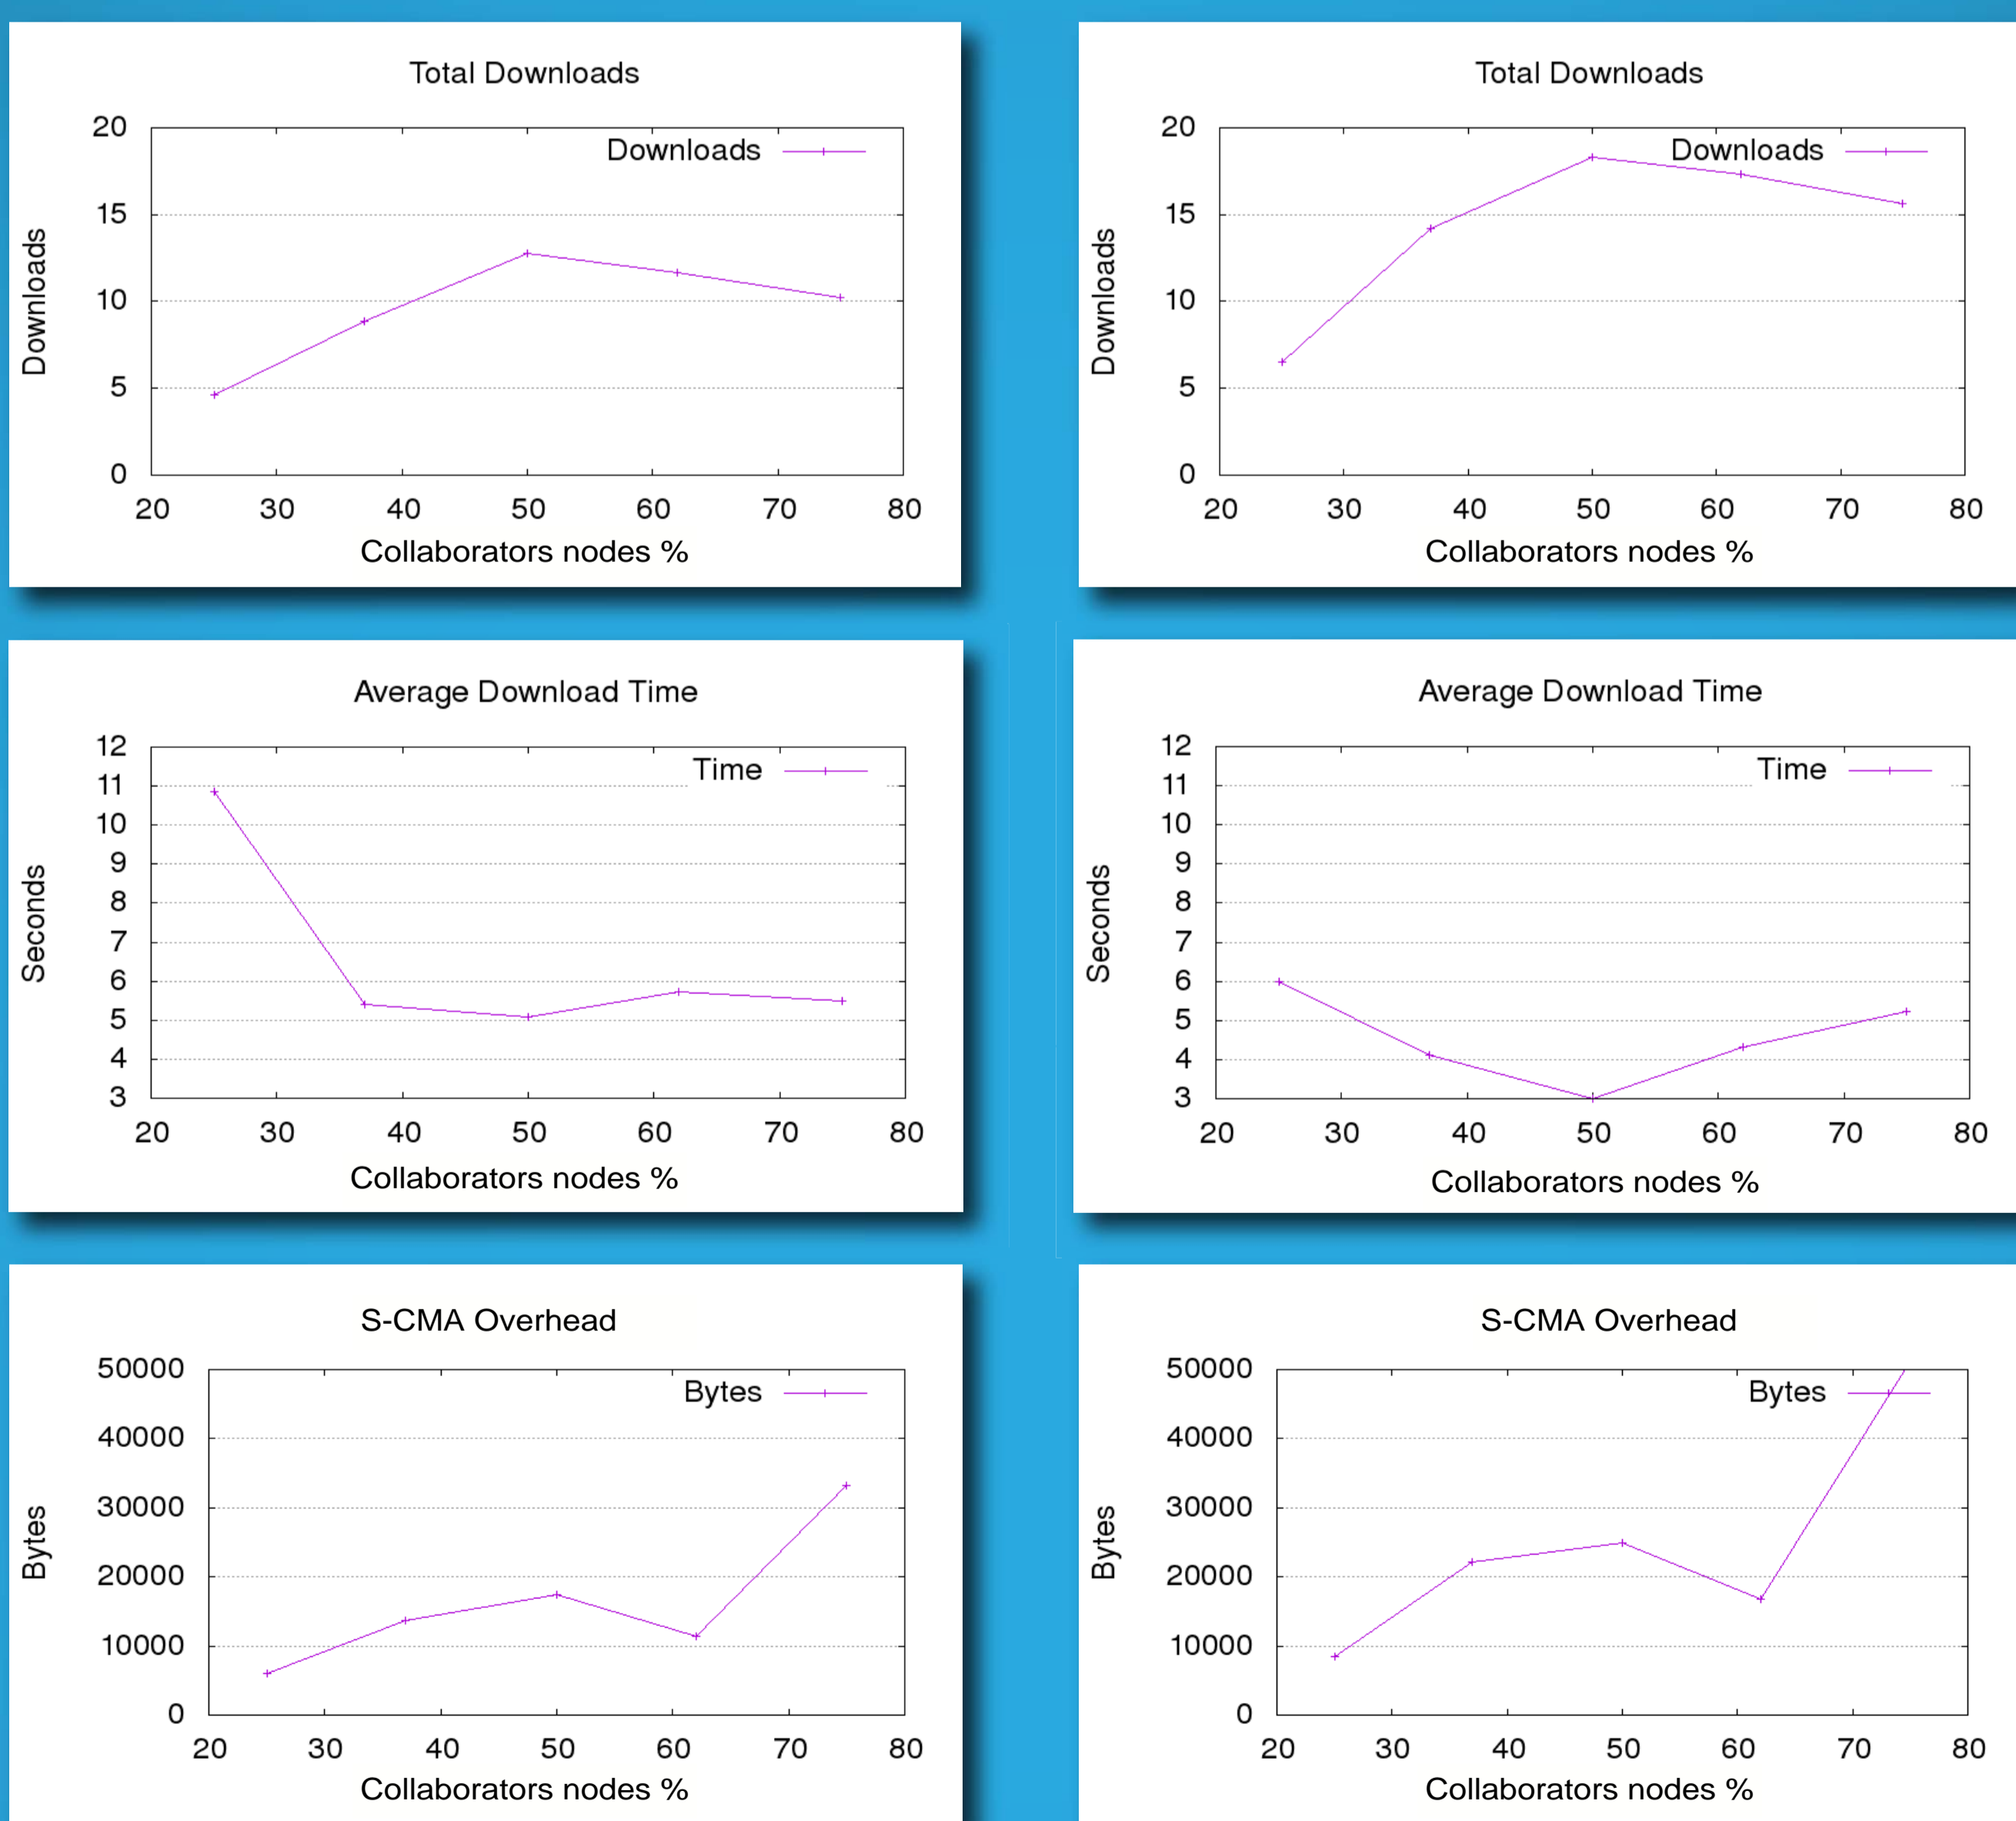 Total Downloads
20
15
10
5
0
Downloads
Downloads
20 30 40 50 60 70 80
Collaborators nodes %
Total Downloads
20
15
10
5
0
Downloads
Downloads
20 30 40 50 60 70 80
Collaborators nodes %
Average Download Time
12
11
10
9
8
7
6
5
4
3
Time
Seconds
20 30 40 50 60 70 80
Collaborators nodes %
Average Download Time
12
11
10
9
8
7
6
5
4
3
Time
Seconds
20 30 40 50 60 70 80
Collaborators nodes %
S-CMA Overhead
50000
40000
30000
20000
10000
0
Bytes
Bytes
20 30 40 50 60 70 80
Collaborators nodes %
S-CMA Overhead
50000
40000
30000
20000
10000
0
Bytes
Bytes
20 30 40 50 60 70 80
Collaborators nodes %